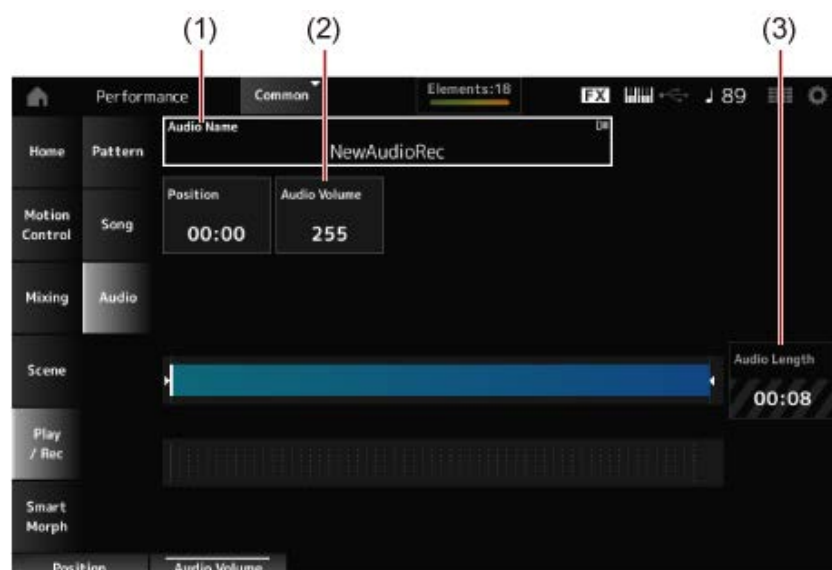 (1) (2) (3)
Performance Common Elements:18 FX 89
Audio Name
NewAudioRec
Home Pattern
Position Audio Volume
00:00 255
Motion
Control
Song
Mixing Audio
Scene
Audio Length
00:08
Play
/ Rec
Smart
Morph
Position Audio Volume